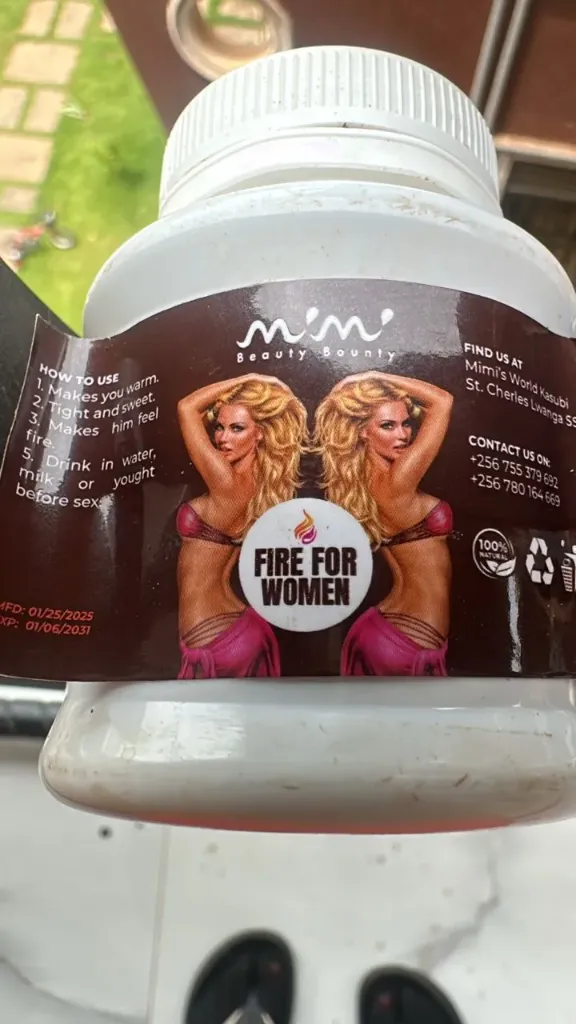 mimi
Beauty Bounty
HOW TO USE
1. Makes you warm.
2. Tight and sweet.
3. Makes him feel
fire.
5. Drink in water,
milk or yought
before sex.
MFD: 01/25/2025
EXP: 01/06/2031
FIRE FOR
WOMEN
FIND US AT
Mimi's World Kasubi
St. Cherles Lwanga SS
CONTACT US ON:
+256 755 379 692
+256 780 164 669
100%
NATURAL